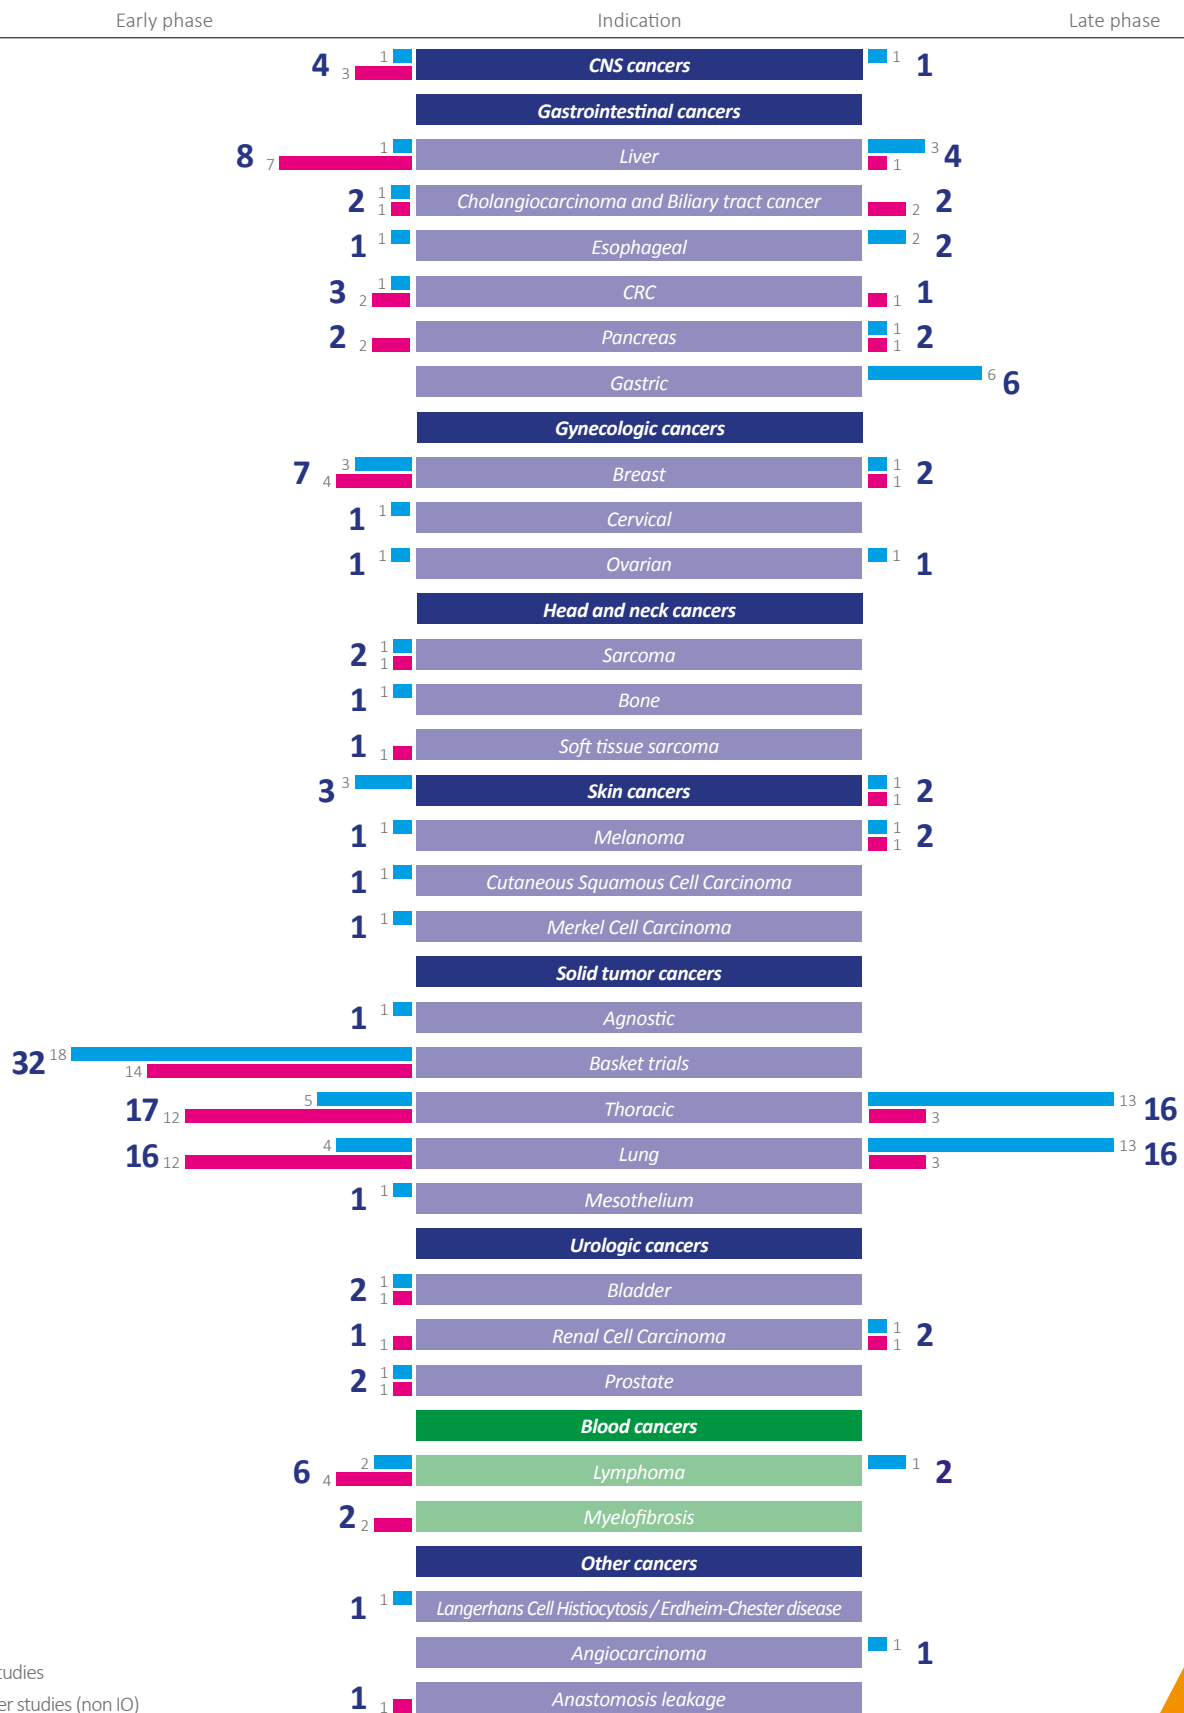 Early phase Indication Late phase
4 1 3 CNS cancers 1 1
Gastrointestinal cancers
8 1 7 Liver 3 1 4
2 1 1 Cholangiocarcinoma and Biliary tract cancer 2 2
1 1 Esophageal 2 2
3 1 2 CRC 1 1
2 2 Pancreas 1 1 2
Gastric 6 6
Gynecologic cancers
7 3 4 Breast 1 1 2
1 1 Cervical
1 1 Ovarian 1 1
Head and neck cancers
2 1 1 Sarcoma
1 1 Bone
1 1 Soft tissue sarcoma
3 3 Skin cancers 1 1 2
1 1 Melanoma 1 1 2
1 1 Cutaneous Squamous Cell Carcinoma
1 1 Merkel Cell Carcinoma
Solid tumor cancers
1 1 Agnostic
32 18 14 Basket trials
17 5 12 Thoracic 13 3 16
16 4 12 Lung 13 3 16
1 1 Mesothelium
Urologic cancers
2 1 1 Bladder
1 1 Renal Cell Carcinoma 1 1 2
2 1 1 Prostate
Blood cancers
6 2 4 Lymphoma 1 2
2 2 Myelofibrosis
Other cancers
1 1 Langerhans Cell Histiocytosis / Erdheim-Chester disease
Angiocarcinoma 1 1
tudies
1 1 Anastomosis leakage
er studies (non IO)